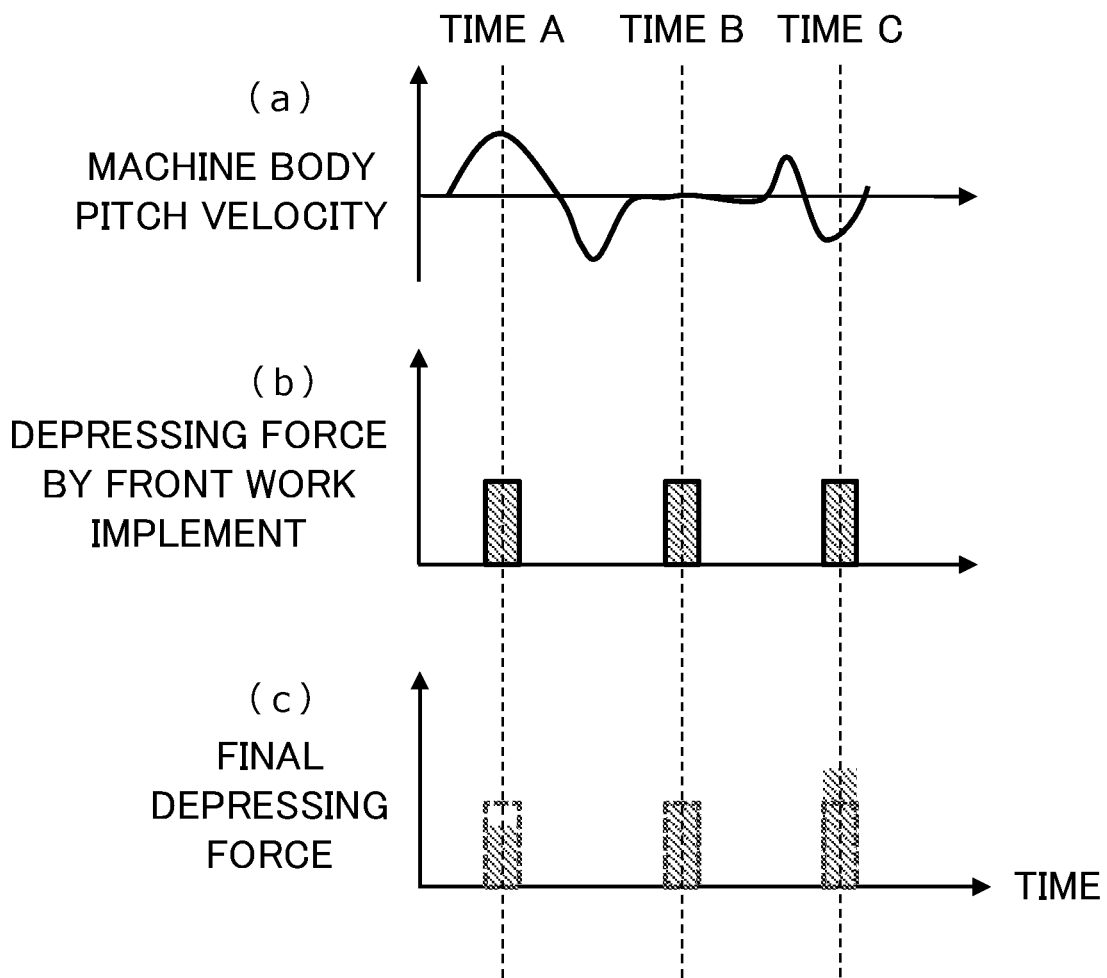 TIME A TIME B TIME C
(a)
MACHINE BODY
PITCH VELOCITY
(b)
DEPRESSING FORCE
BY FRONT WORK
IMPLEMENT
(c)
FINAL
DEPRESSING
FORCE
TIME